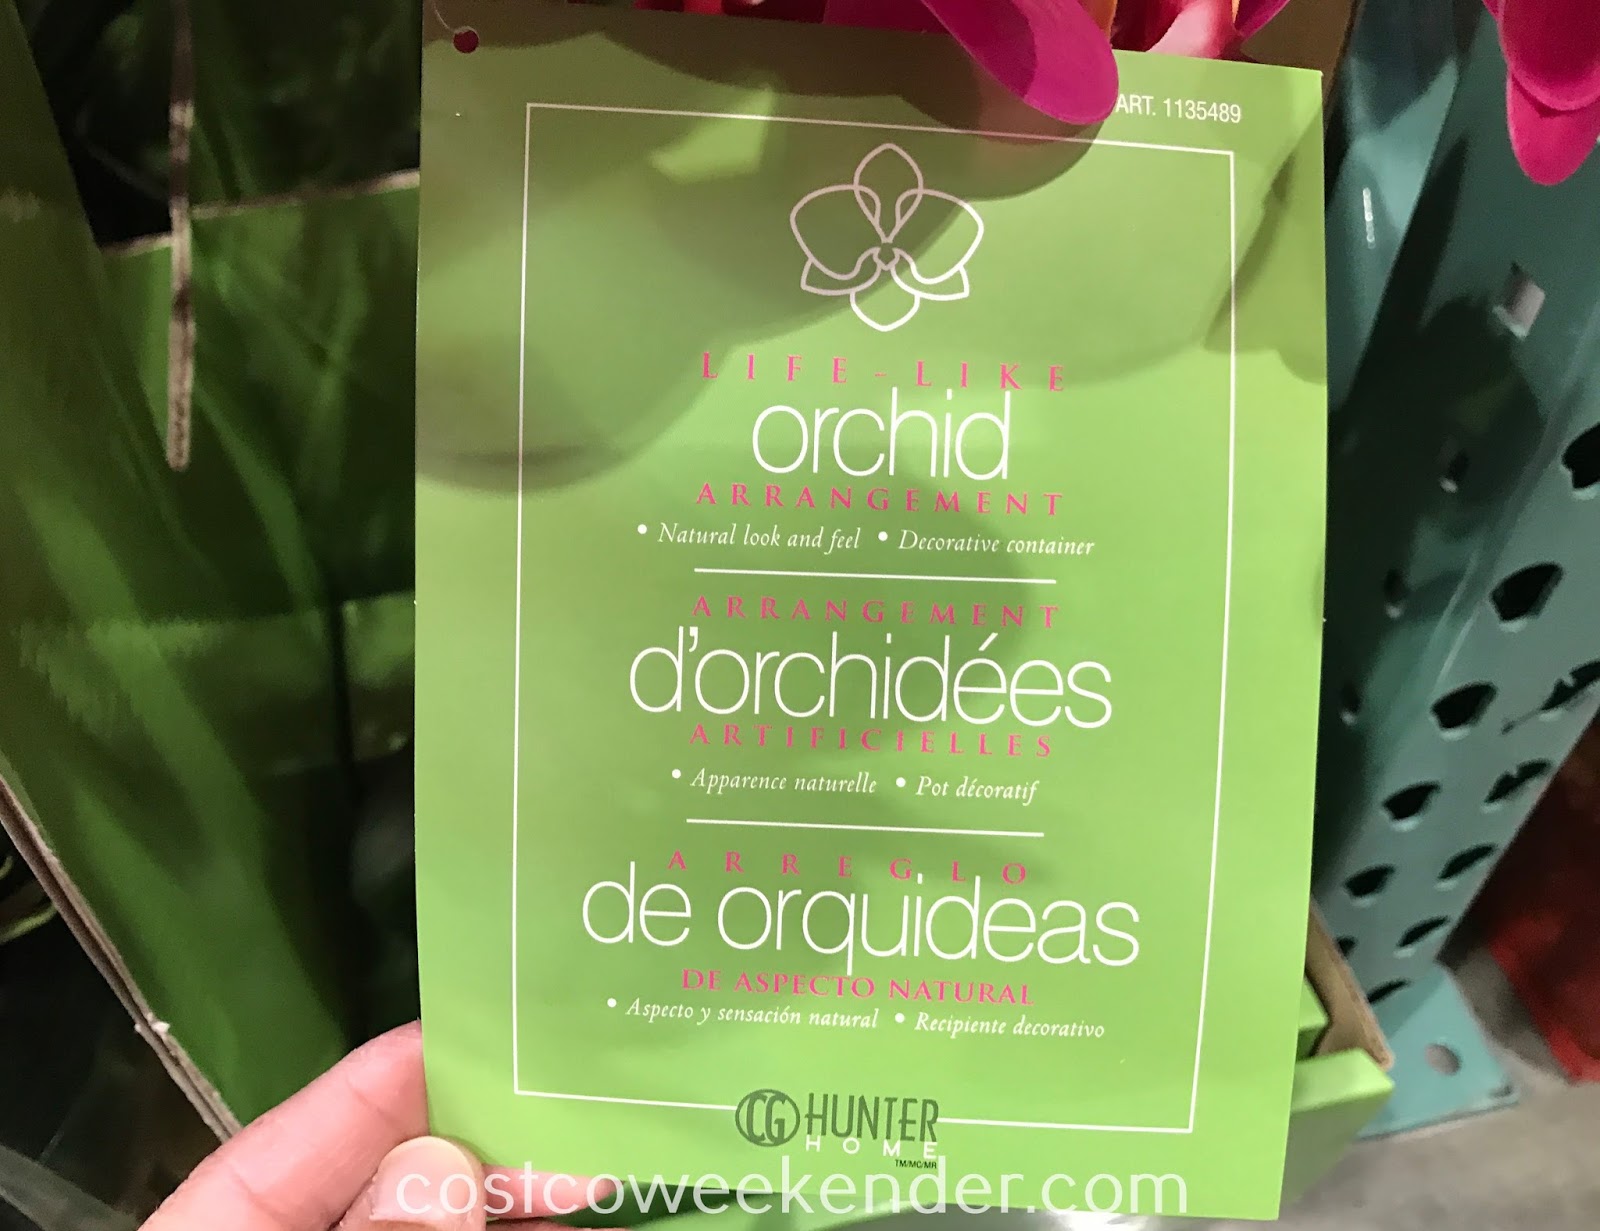 ART. 1135489
LIFE-LIKE
orchid
ARRANGEMENT
• Natural look and feel • Decorative container
ARRANGEMENT
d'orchidées
ARTIFICIELLES
• Apparence naturelle • Pot décoratif
ARREGLO
de orquideas
DE ASPECTO NATURAL
• Aspecto y sensación natural • Recipiente decorativo
CG HUNTER
HOME
TM/MC/MR
costcoweekender.com